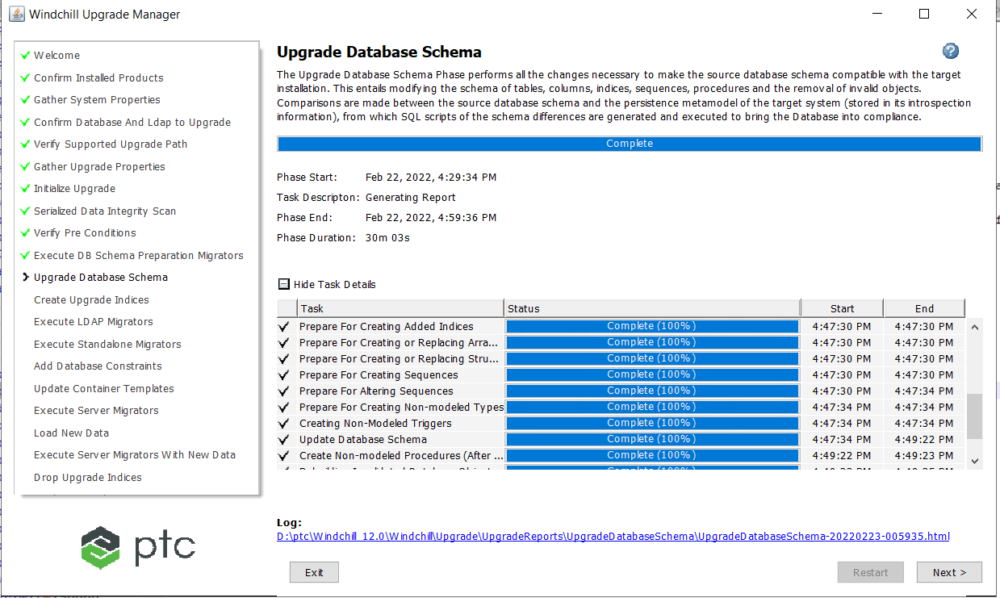 Windchill Upgrade Manager
Welcome
Confirm Installed Products
Gather System Properties
Confirm Database And Ldap to Upgrade
Verify Supported Upgrade Path
Gather Upgrade Properties
Initialize Upgrade
Serialized Data Integrity Scan
Verify Pre Conditions
Execute DB Schema Preparation Migrators
Upgrade Database Schema
Create Upgrade Indices
Execute LDAP Migrators
Execute Standalone Migrators
Add Database Constraints
Update Container Templates
Execute Server Migrators
Load New Data
Execute Server Migrators With New Data
Drop Upgrade Indices
ptc
Upgrade Database Schema
The Upgrade Database Schema Phase performs all the changes necessary to make the source database schema compatible with the target
installation. This entails modifying the schema of tables, columns, indices, sequences, procedures and the removal of invalid objects.
Comparisons are made between the source database schema and the persistence metamodel of the target system (stored in its introspection
information), from which SQL scripts of the schema differences are generated and executed to bring the Database into compliance.
Complete
Phase Start: Feb 22, 2022, 4:29:34 PM
Task Descripton: Generating Report
Phase End: Feb 22, 2022, 4:59:36 PM
Phase Duration: 30m 03s
Hide Task Details
Task Status Start End
Prepare For Creating Added Indices Complete (100%) 4:47:30 PM 4:47:30 PM
Prepare For Creating or Replacing Arra... Complete (100%) 4:47:30 PM 4:47:30 PM
Prepare For Creating or Replacing Stru... Complete (100%) 4:47:30 PM 4:47:30 PM
Prepare For Creating Sequences Complete (100%) 4:47:30 PM 4:47:30 PM
Prepare For Altering Sequences Complete (100%) 4:47:30 PM 4:47:30 PM
Prepare For Creating Non-modeled Types Complete (100%) 4:47:34 PM 4:47:34 PM
Creating Non-Modeled Triggers Complete (100%) 4:47:34 PM 4:47:34 PM
Update Database Schema Complete (100%) 4:47:34 PM 4:49:22 PM
Create Non-modeled Procedures (After ... Complete (100%) 4:49:22 PM 4:49:23 PM
Log:
D:\ptc\Windchill_12.0\Windchill\Upgrade\UpgradeReports\UpgradeDatabaseSchema\UpgradeDatabaseSchema-20220223-005935.html
Exit
Restart
Next >